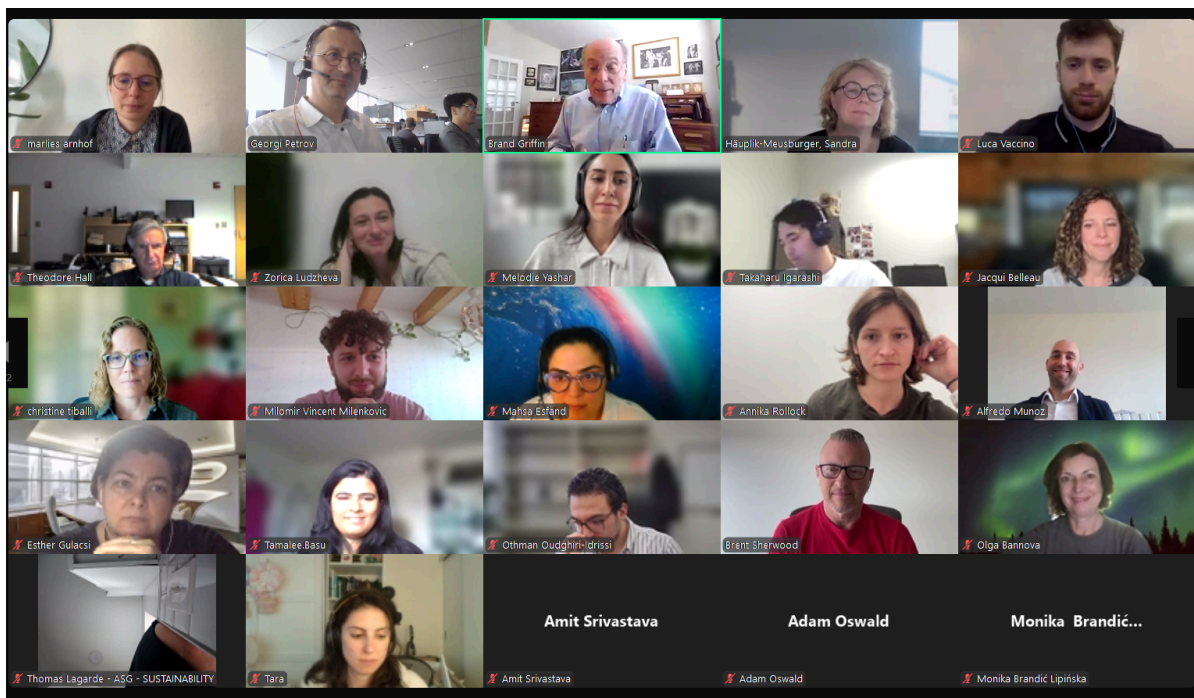 marlies arnhof
Georgi Petrov
Brand Griffin
Häuplik-Meusburger, Sandra
Luca Vaccino
Theodore Hall
Zorica Ludzheva
Melodie Yashar
Takaharu Igarashi
Jacqui Belleau
christine tiballi
Milomir Vincent Milenkovic
Mahsa Esfand
Annika Rollock
Alfredo Munoz
Esther Gulacsi
Tamalee.Basu
Othman Oudghiri-Idrissi
Brent Sherwood
Olga Bannova
Thomas Lagarde - ASG - SUSTAINABILITY
Tara
Amit Srivastava
Amit Srivastava
Adam Oswald
Adam Oswald
Monika Brandić...
Monika Brandić Lipińska